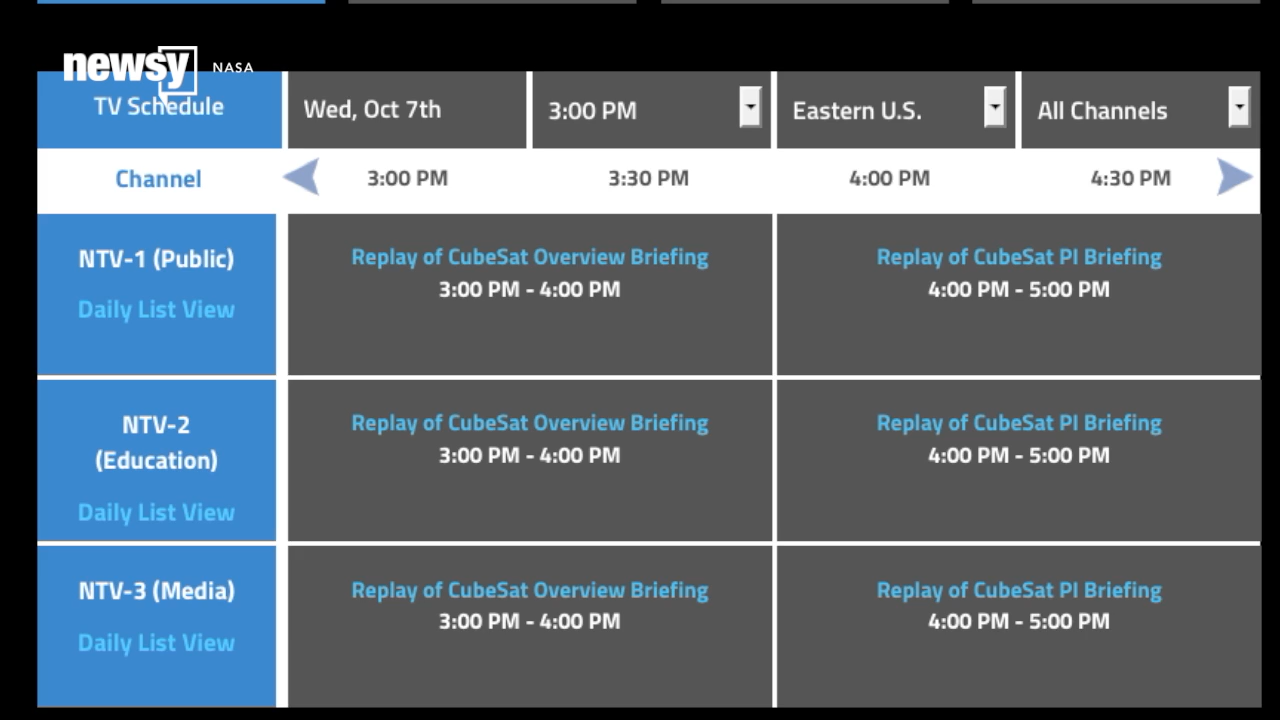 newsy NASA
TV Schedule Wed, Oct 7th 3:00 PM Eastern U.S. All Channels
Channel 3:00 PM 3:30 PM 4:00 PM 4:30 PM
NTV-1 (Public) Replay of CubeSat Overview Briefing Replay of CubeSat PI Briefing
3:00 PM - 4:00 PM 4:00 PM - 5:00 PM
Daily List View
NTV-2 Replay of CubeSat Overview Briefing Replay of CubeSat PI Briefing
(Education) 3:00 PM - 4:00 PM 4:00 PM - 5:00 PM
Daily List View
NTV-3 (Media) Replay of CubeSat Overview Briefing Replay of CubeSat PI Briefing
3:00 PM - 4:00 PM 4:00 PM - 5:00 PM
Daily List View